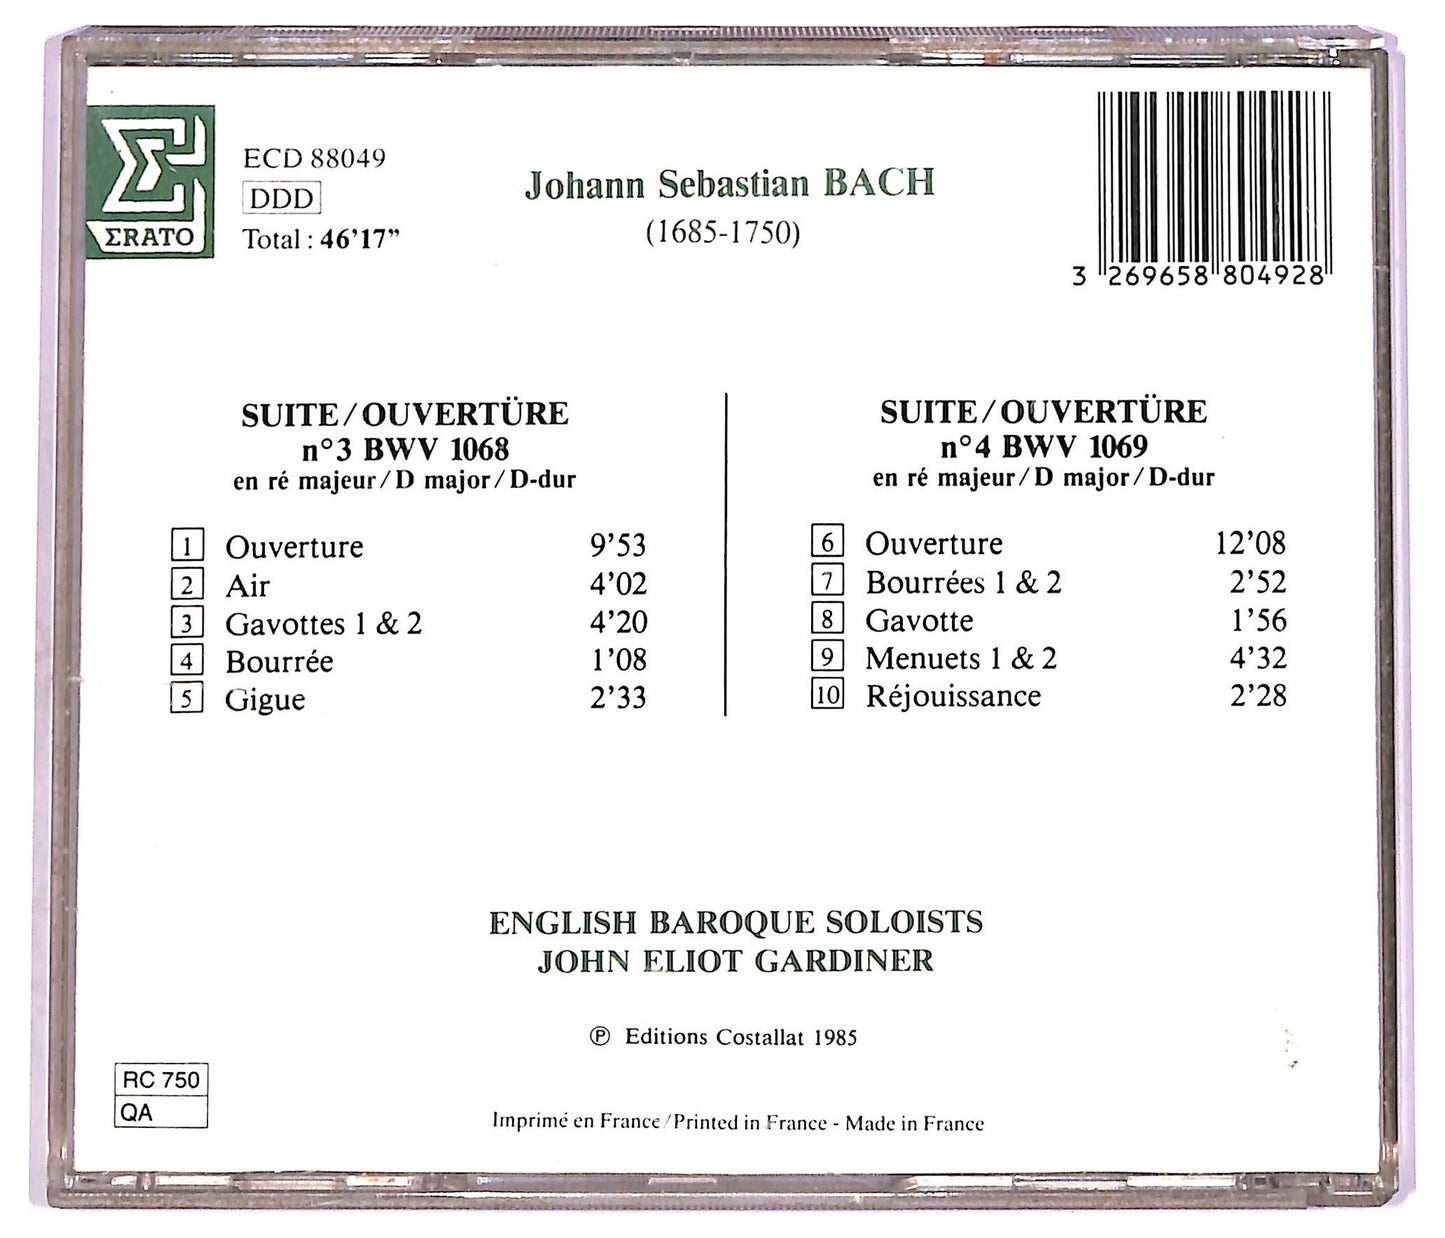 ΣRATO
ECD 88049
DDD
Total : 46'17"
Johann Sebastian BACH
(1685-1750)
3 269658 804928
SUITE/OUVERTÜRE
n°3 BWV 1068
en ré majeur/D major/D-dur
1 Ouverture 9'53
2 Air 4'02
3 Gavottes 1 & 2 4'20
4 Bourrée 1'08
5 Gigue 2'33
SUITE/OUVERTÜRE
n°4 BWV 1069
en ré majeur/D major/D-dur
6 Ouverture 12'08
7 Bourrées 1 & 2 2'52
8 Gavotte 1'56
9 Menuets 1 & 2 4'32
10 Réjouissance 2'28
ENGLISH BAROQUE SOLOISTS
JOHN ELIOT GARDINER
℗ Editions Costallat 1985
RC 750
QA
Imprimé en France/Printed in France - Made in France